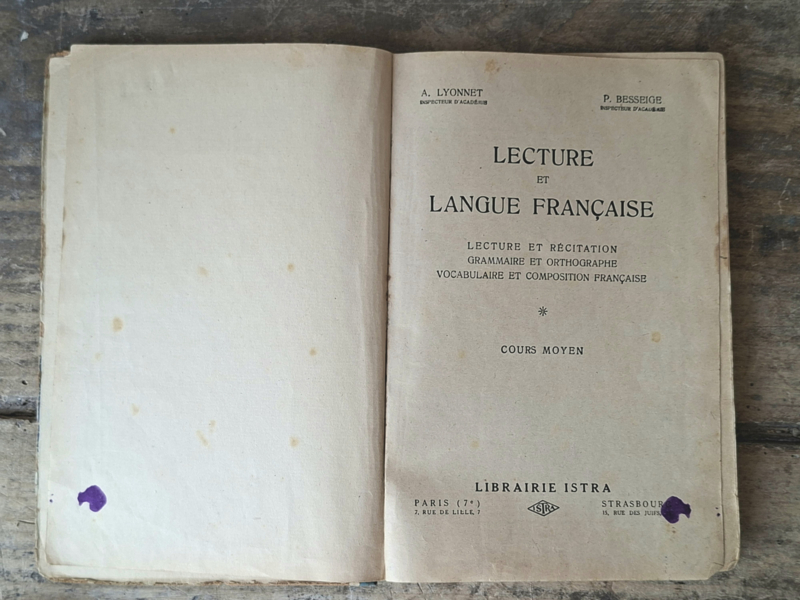 A. LYONNET
INSPECTEUR D'ACADÉMIE
P. BESSEIGE
INSPECTEUR D'ACADÉMIE
LECTURE
ET
LANGUE FRANÇAISE
LECTURE ET RÉCITATION
GRAMMAIRE ET ORTHOGRAPHE
VOCABULAIRE ET COMPOSITION FRANÇAISE
*
COURS MOYEN
LIBRAIRIE ISTRA
PARIS (7e)
7, RUE DE LILLE, 7
ISTRA
STRASBOUR
15, RUE DES JUIFS